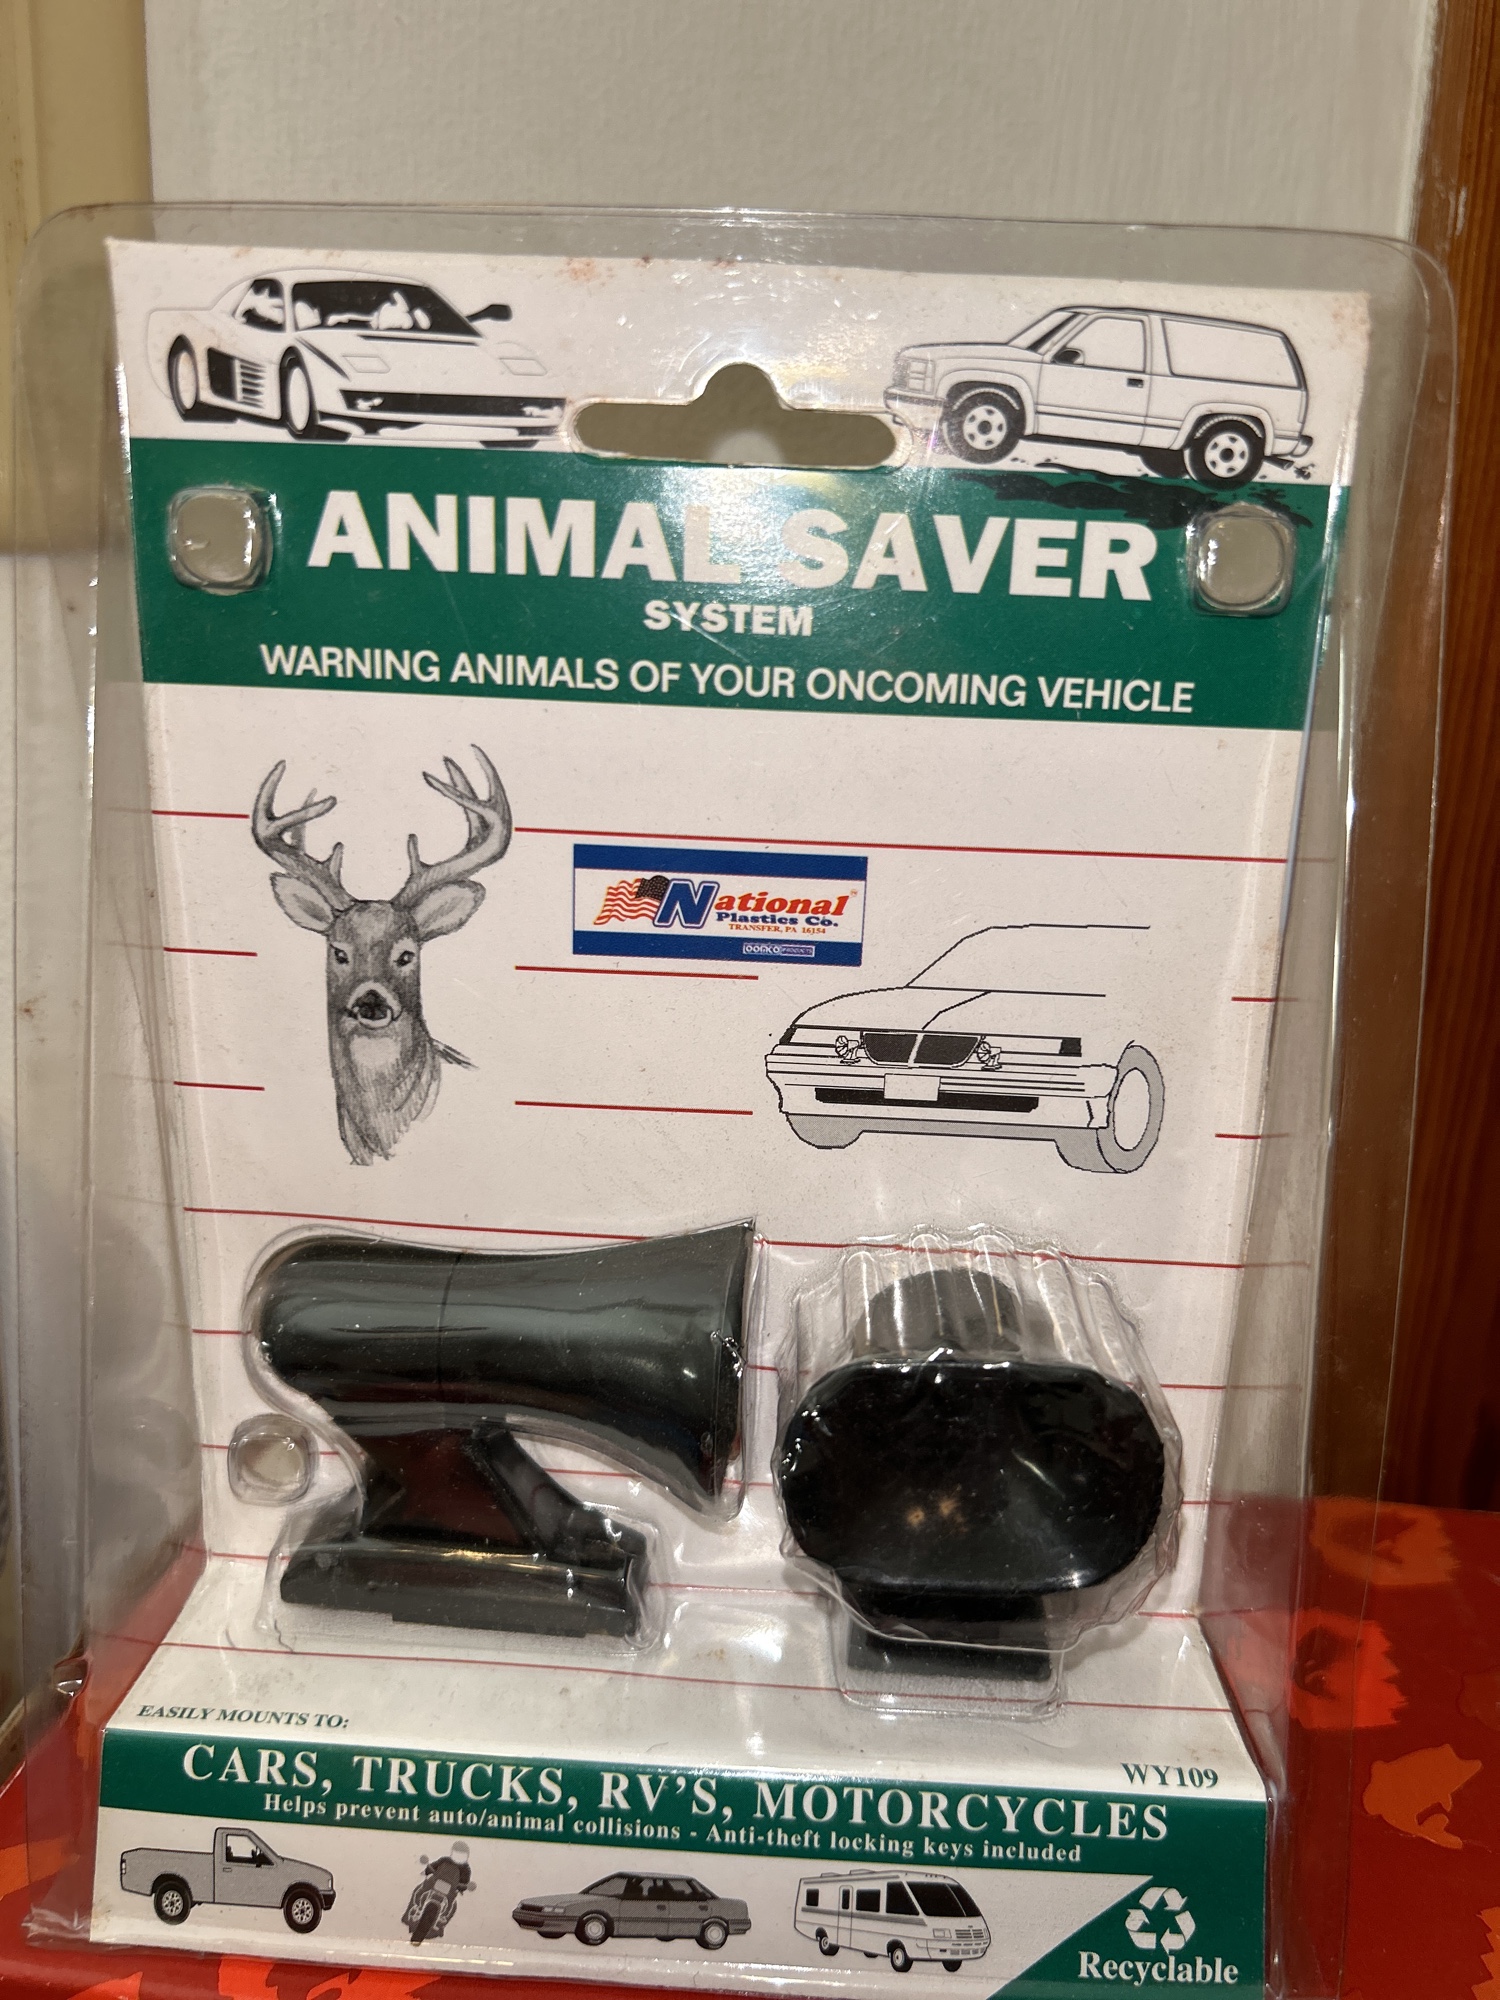 ANIMAL SAVER
SYSTEM
WARNING ANIMALS OF YOUR ONCOMING VEHICLE
National
Plastics Co.
TRANSFER, PA 16154
EASILY MOUNTS TO:
WY109
CARS, TRUCKS, RV'S, MOTORCYCLES
Helps prevent auto/animal collisions - Anti-theft locking keys included
Recyclable